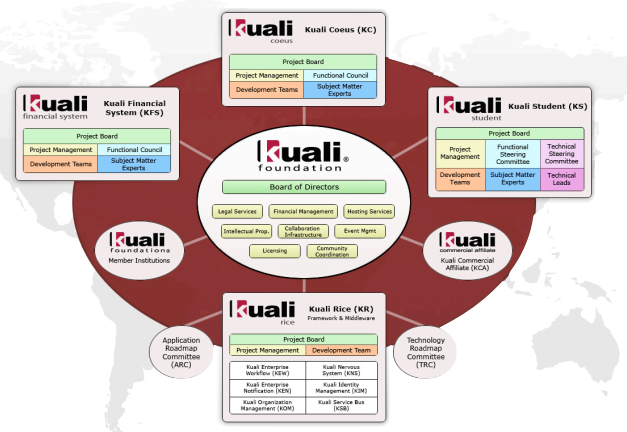 kuali
coeus
Kuali Coeus (KC)
Project Board
Project Management
Functional Council
Development Teams
Subject Matter
Experts
kuali
financial system
Kuali Financial
System (KFS)
Project Board
Project Management
Functional Council
Development Teams
Subject Matter
Experts
kuali
student
Kuali Student (KS)
Project Board
Project
Management
Functional
Steering
Committee
Technical
Steering
Committee
Development
Teams
Subject Matter
Experts
Technical
Leads
kuali®
foundation
Board of Directors
Legal Services
Financial Management
Hosting Services
Intellectual Prop.
Collaboration
Infrastructure
Event Mgmt
Licensing
Community
Coordination
kuali
foundation®
Member Institutions
kuali
commercial affiliate
Kuali Commercial
Affiliate (KCA)
kuali
rice
Kuali Rice (KR)
Framework & Middleware
Project Board
Project Management
Development Team
Kuali Enterprise
Workflow (KEW)
Kuali Nervous
System (KNS)
Kuali Enterprise
Notification (KEN)
Kuali Identity
Management (KIM)
Kuali Organization
Management (KOM)
Kuali Service Bus
(KSB)
Application
Roadmap
Committee
(ARC)
Technology
Roadmap
Committee
(TRC)